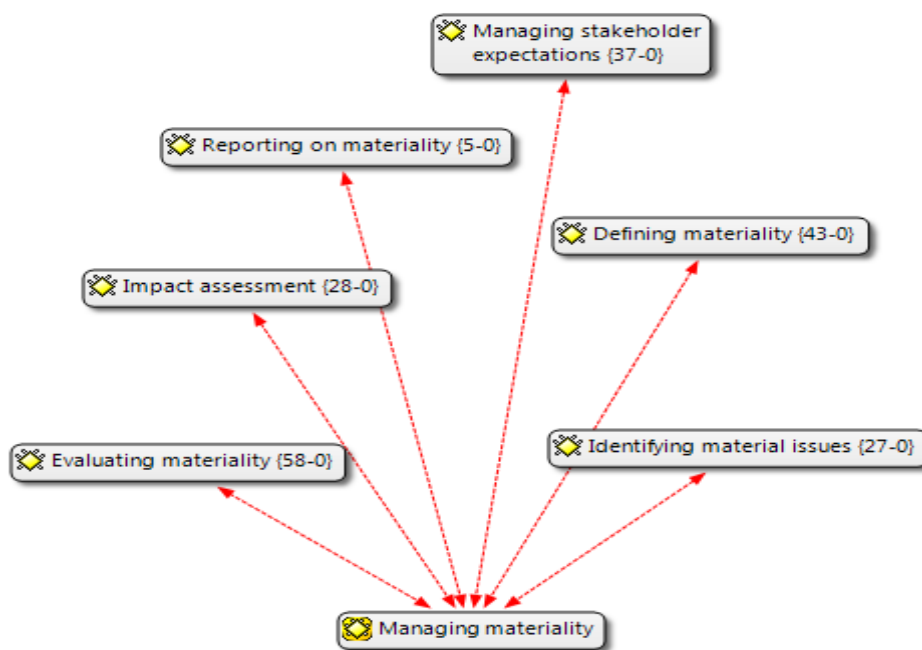 Managing stakeholder
expectations {37-0}
Reporting on materiality {5-0}
Defining materiality {43-0}
Impact assessment {28-0}
Identifying material issues {27-0}
Evaluating materiality {58-0}
Managing materiality